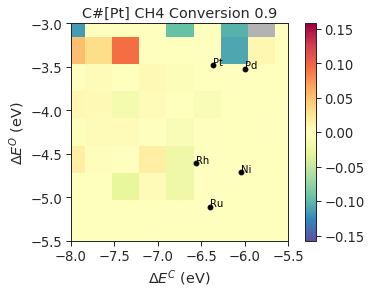 C#[Pt] CH4 Conversion 0.9
−3.0
−3.5
−4.0
−4.5
−5.0
−5.5
ΔE^O (eV)
Pt
Pd
Rh
Ni
Ru
−8.0 −7.5 −7.0 −6.5 −6.0 −5.5
ΔE^C (eV)
0.15
0.10
0.05
0.00
−0.05
−0.10
−0.15